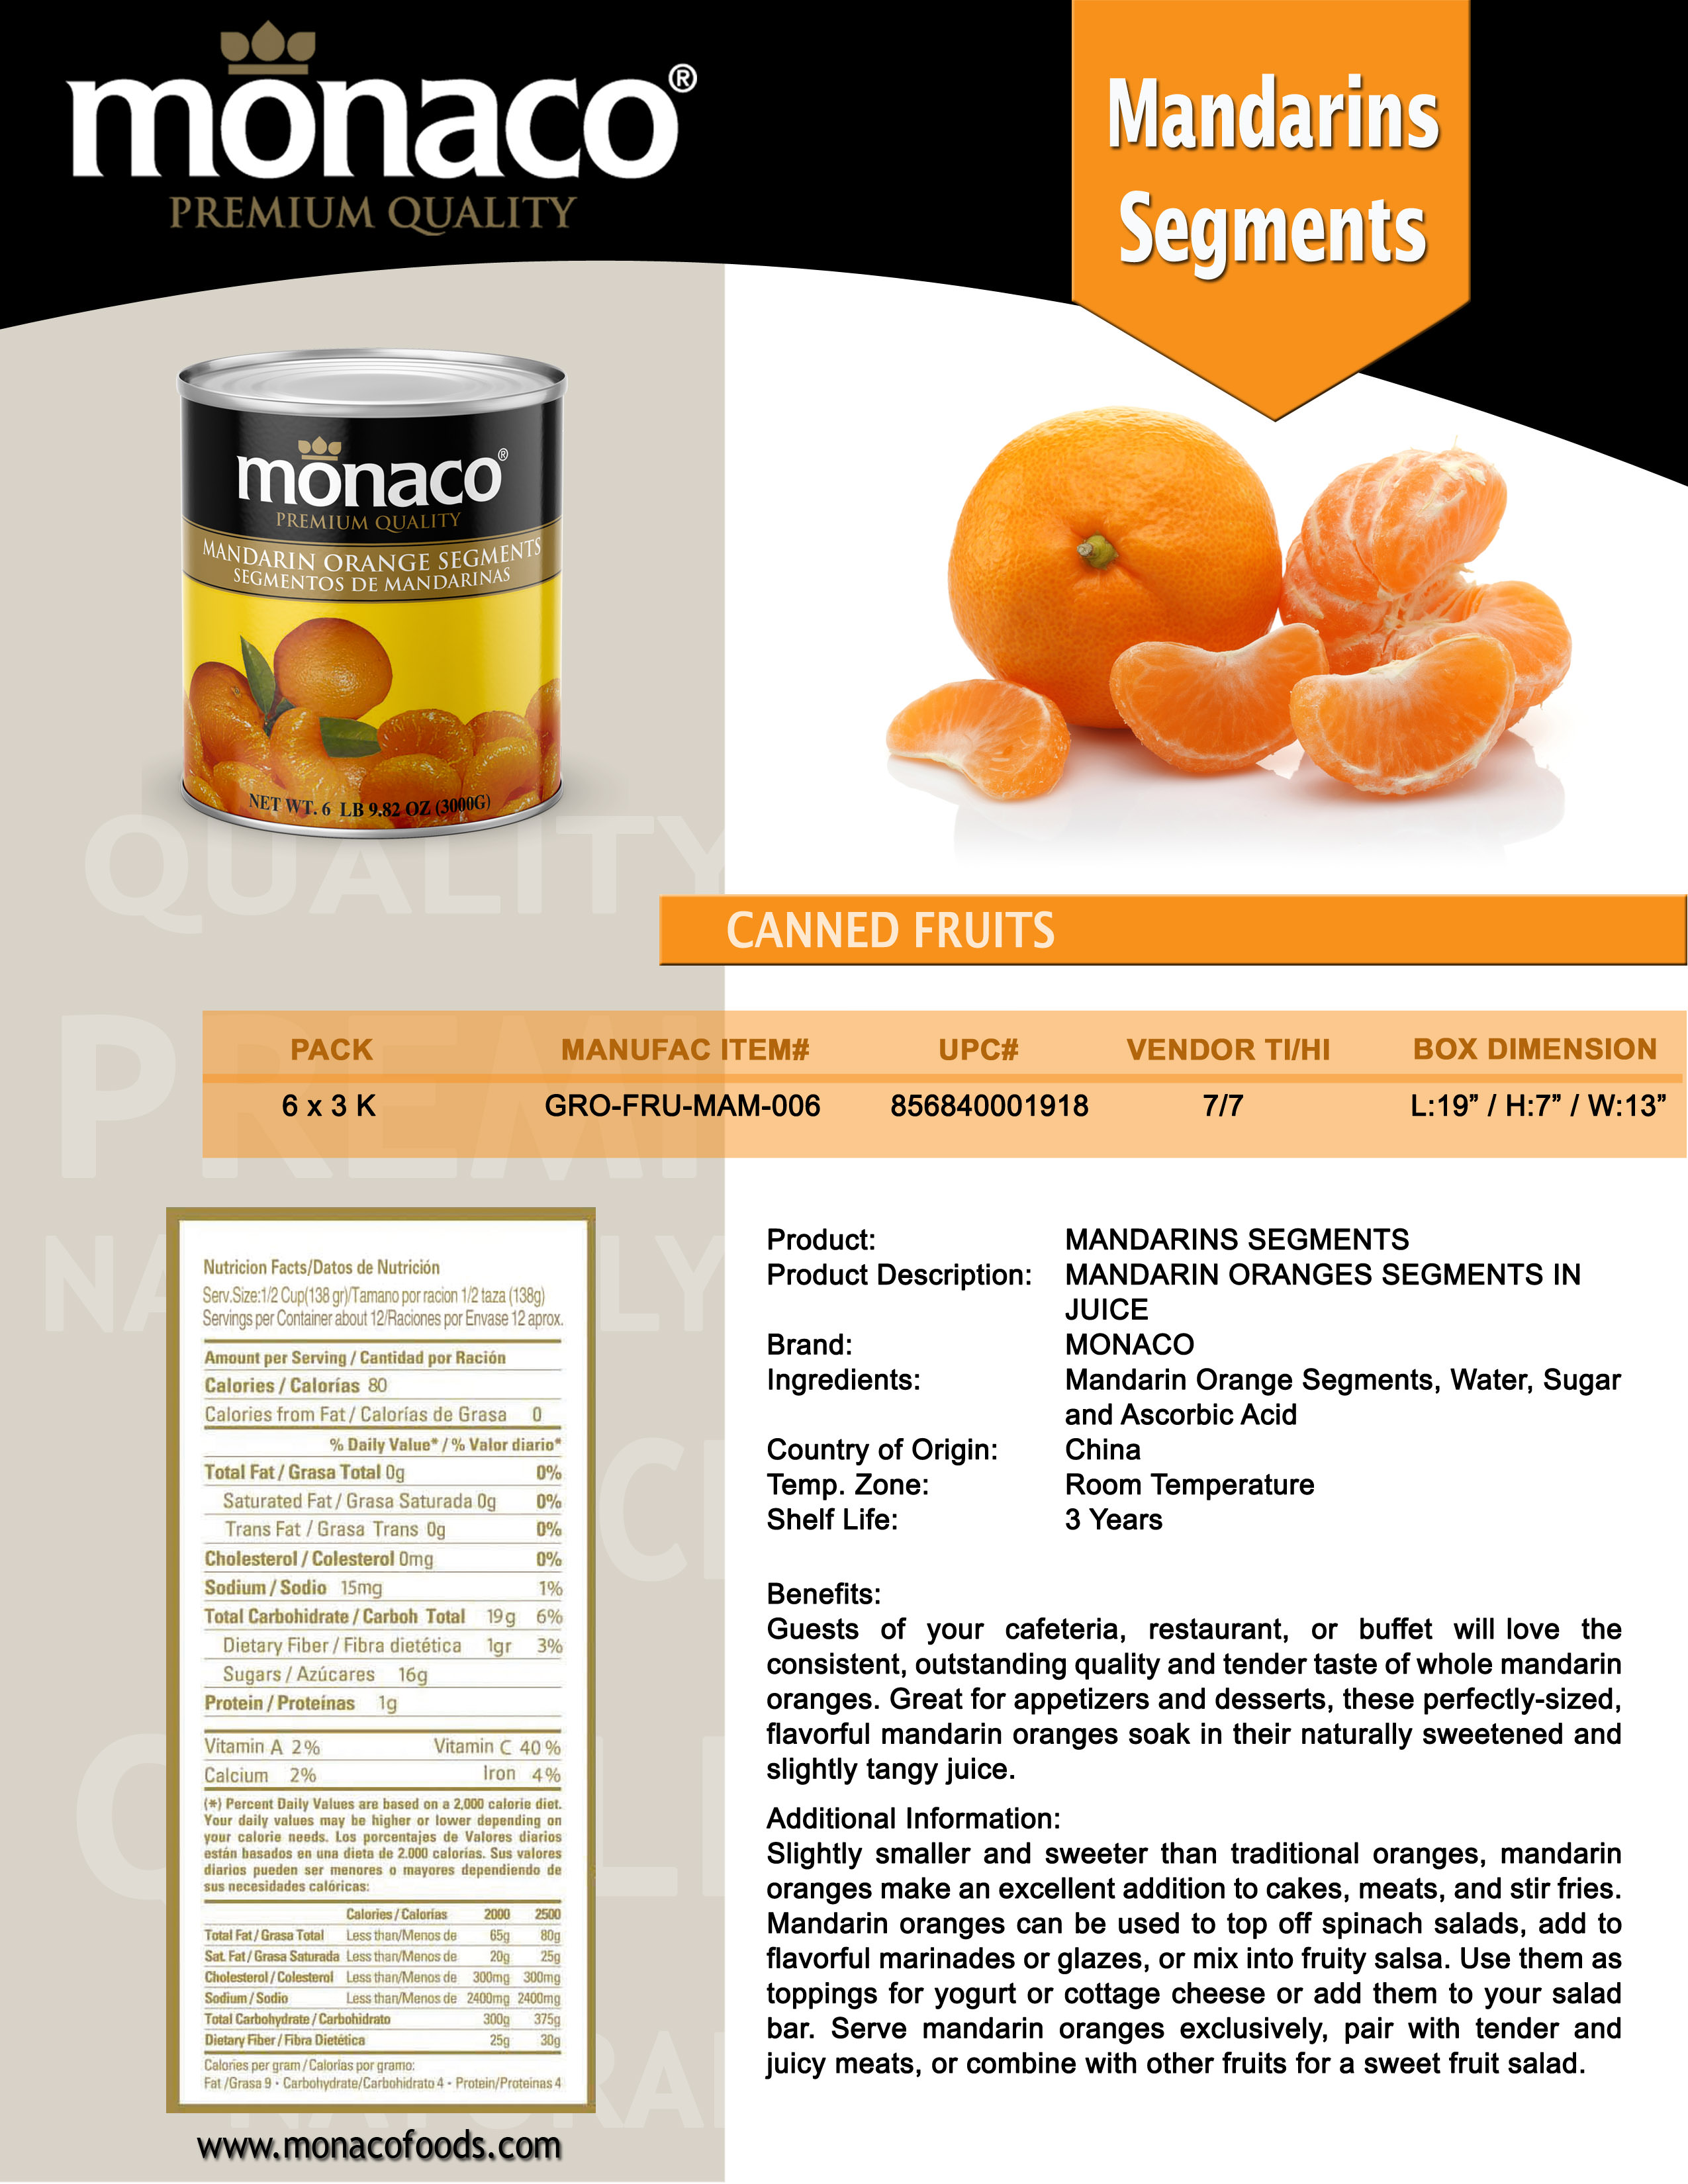 monaco®
PREMIUM QUALITY
Mandarins
Segments
monaco®
PREMIUM QUALITY
MANDARIN ORANGE SEGMENTS
SEGMENTOS DE MANDARINAS
NET WT. 6 LB 9.82 OZ (3000G)
QUALITY
CANNED FRUITS
PACK MANUFAC ITEM# UPC# VENDOR TI/HI BOX DIMENSION
6 x 3 K GRO-FRU-MAM-006 856840001918 7/7 L:19” / H:7” / W:13”
Nutricion Facts/Datos de Nutrición
Serv.Size:1/2 Cup(138 gr)/Tamano por racion 1/2 taza (138g)
Servings per Container about 12/Raciones por Envase 12 aprox.
Amount per Serving / Cantidad por Ración
Calories / Calorías 80
Calories from Fat / Calorías de Grasa 0
% Daily Value* / % Valor diario*
Total Fat / Grasa Total 0g 0%
Saturated Fat / Grasa Saturada 0g 0%
Trans Fat / Grasa Trans 0g 0%
Cholesterol / Colesterol 0mg 0%
Sodium / Sodio 15mg 1%
Total Carbohidrate / Carboh Total 19g 6%
Dietary Fiber / Fibra dietética 1gr 3%
Sugars / Azúcares 16g
Protein / Proteínas 1g
Vitamin A 2% Vitamin C 40 %
Calcium 2% Iron 4%
(*) Percent Daily Values are based on a 2,000 calorie diet.
Your daily values may be higher or lower depending on
your calorie needs. Los porcentajes de Valores diarios
están basados en una dieta de 2.000 calorías. Sus valores
diarios pueden ser menores o mayores dependiendo de
sus necesidades calóricas:
Calories / Calorías 2000 2500
Total Fat / Grasa Total Less than/Menos de 65g 80g
Sat. Fat / Grasa Saturada Less than/Menos de 20g 25g
Cholesterol / Colesterol Less than/Menos de 300mg 300mg
Sodium / Sodio Less than/Menos de 2400mg 2400mg
Total Carbohydrate / Carbohidrato 300g 375g
Dietary Fiber / Fibra Dietética 25g 30g
Calories per gram / Calorías por gramo:
Fat /Grasa 9 • Carbohydrate/Carbohidrato 4 • Protein/Proteinas 4
www.monacofoods.com
Product: MANDARINS SEGMENTS
Product Description: MANDARIN ORANGES SEGMENTS IN
JUICE
Brand: MONACO
Ingredients: Mandarin Orange Segments, Water, Sugar
and Ascorbic Acid
Country of Origin: China
Temp. Zone: Room Temperature
Shelf Life: 3 Years
Benefits:
Guests of your cafeteria, restaurant, or buffet will love the
consistent, outstanding quality and tender taste of whole mandarin
oranges. Great for appetizers and desserts, these perfectly-sized,
flavorful mandarin oranges soak in their naturally sweetened and
slightly tangy juice.
Additional Information:
Slightly smaller and sweeter than traditional oranges, mandarin
oranges make an excellent addition to cakes, meats, and stir fries.
Mandarin oranges can be used to top off spinach salads, add to
flavorful marinades or glazes, or mix into fruity salsa. Use them as
toppings for yogurt or cottage cheese or add them to your salad
bar. Serve mandarin oranges exclusively, pair with tender and
juicy meats, or combine with other fruits for a sweet fruit salad.